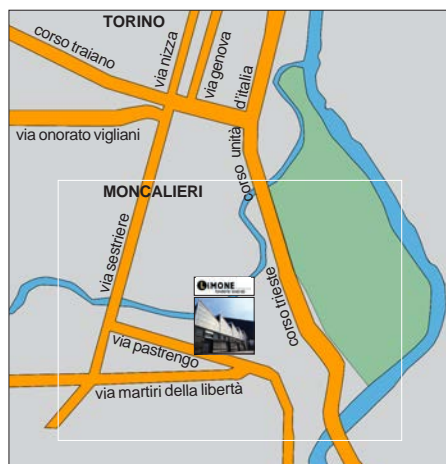 TORINO
corso traiano
via nizza
via genova
corso unità d'italia
via onorato vigliani
MONCALIERI
via sestriere
LIMONE
corso trieste
via pastrengo
via martiri della libertà